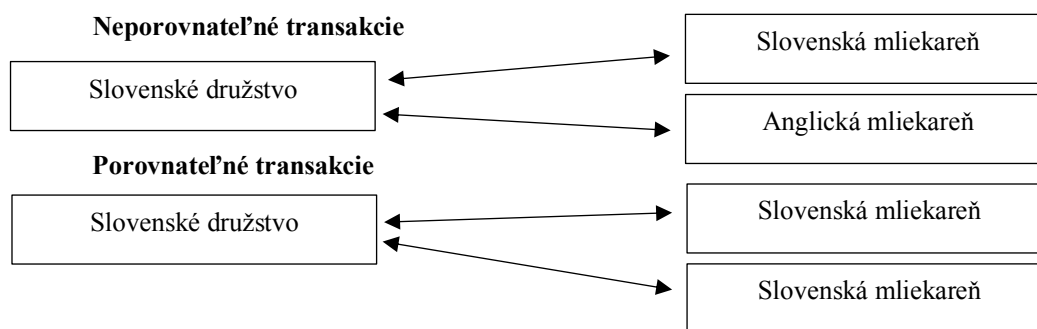 Neporovnateľné transakcie
Slovenská mliekareň
Slovenské družstvo
Anglická mliekareň
Porovnateľné transakcie
Slovenské družstvo
Slovenská mliekareň
Slovenská mliekareň